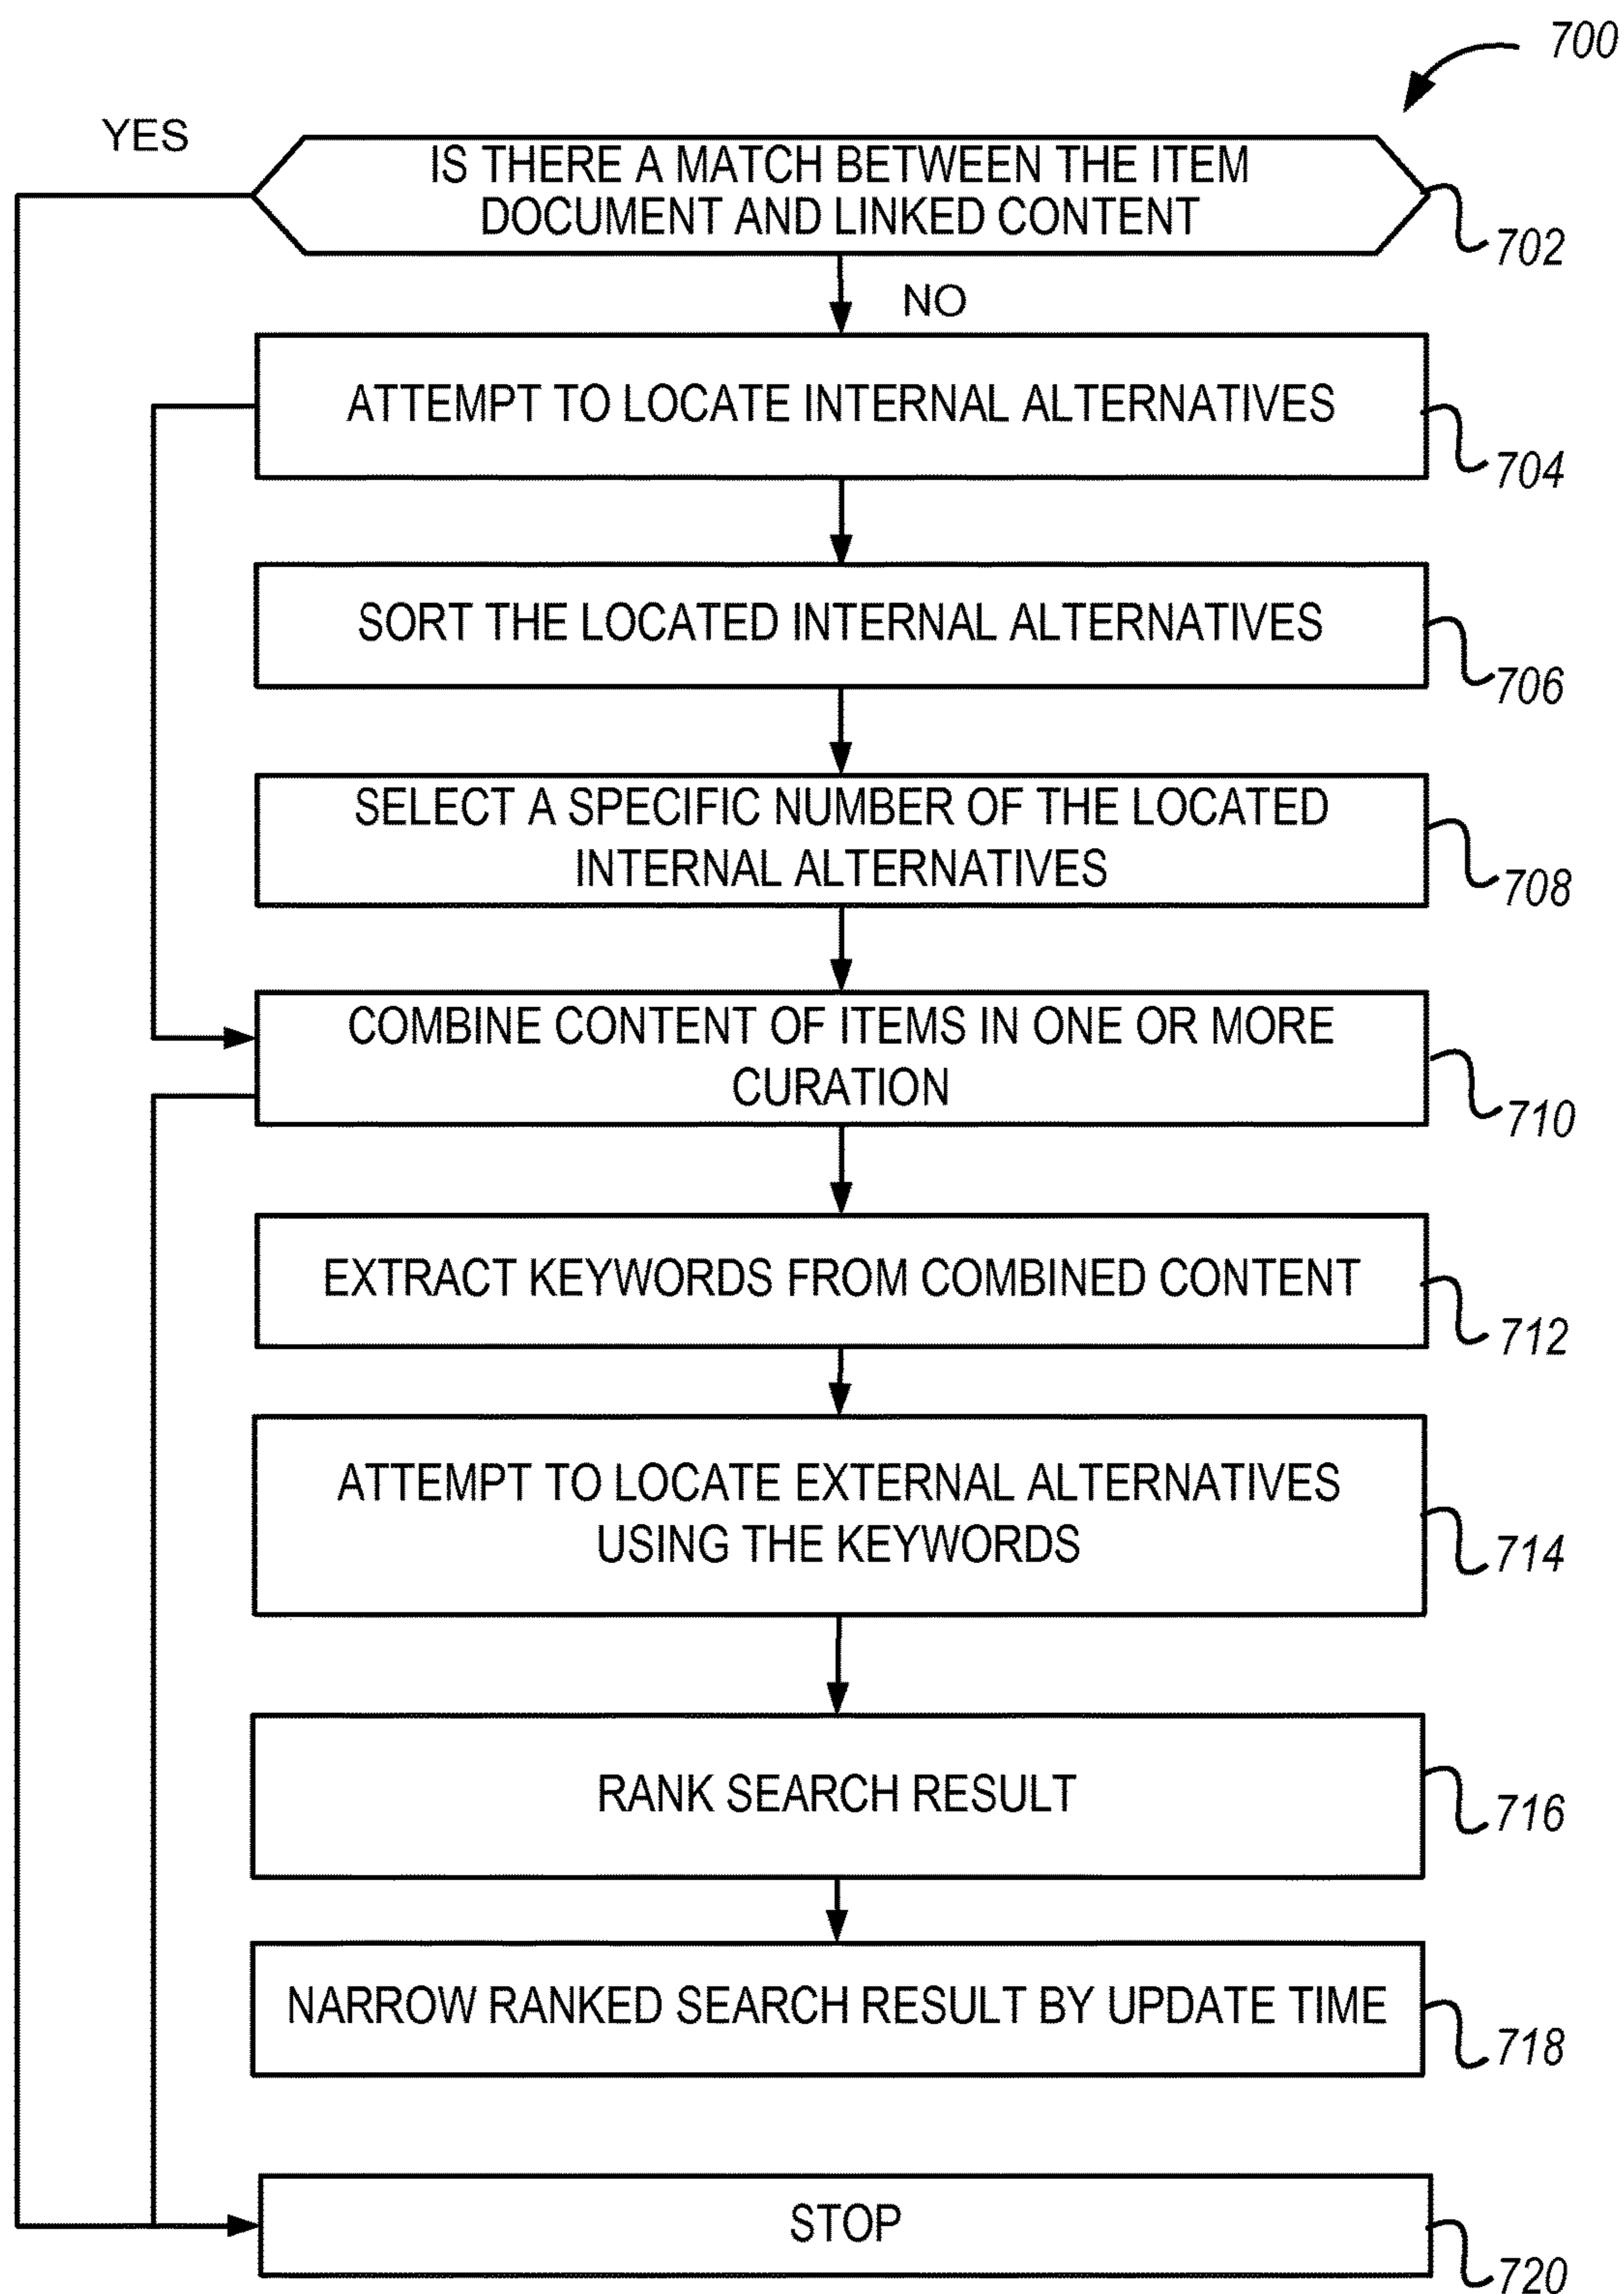 700
YES
IS THERE A MATCH BETWEEN THE ITEM
DOCUMENT AND LINKED CONTENT
702
NO
ATTEMPT TO LOCATE INTERNAL ALTERNATIVES
704
SORT THE LOCATED INTERNAL ALTERNATIVES
706
SELECT A SPECIFIC NUMBER OF THE LOCATED
INTERNAL ALTERNATIVES
708
COMBINE CONTENT OF ITEMS IN ONE OR MORE
CURATION
710
EXTRACT KEYWORDS FROM COMBINED CONTENT
712
ATTEMPT TO LOCATE EXTERNAL ALTERNATIVES
USING THE KEYWORDS
714
RANK SEARCH RESULT
716
NARROW RANKED SEARCH RESULT BY UPDATE TIME
718
STOP
720